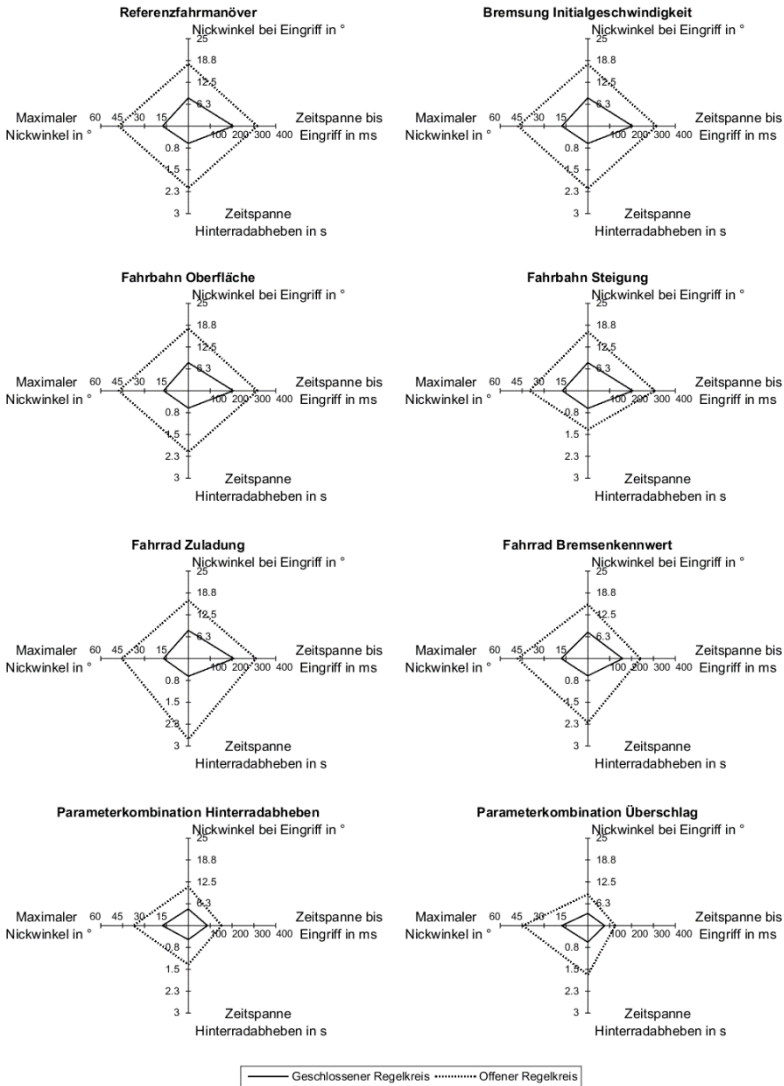 Referenzfahrmanöver
Nickwinkel bei Eingriff in °
25
18.8
12.5
6.3
Maximaler
Nickwinkel in °
60 45 30 15
100 200 300 400
Zeitspanne bis
Eingriff in ms
0.8
1.5
2.3
3
Zeitspanne
Hinterradabheben in s
Bremsung Initialgeschwindigkeit
Nickwinkel bei Eingriff in °
25
18.8
12.5
6.3
Maximaler
Nickwinkel in °
60 45 30 15
100 200 300 400
Zeitspanne bis
Eingriff in ms
0.8
1.5
2.3
3
Zeitspanne
Hinterradabheben in s
Fahrbahn Oberfläche
Nickwinkel bei Eingriff in °
25
18.8
12.5
6.3
Maximaler
Nickwinkel in °
60 45 30 15
100 200 300 400
Zeitspanne bis
Eingriff in ms
0.8
1.5
2.3
3
Zeitspanne
Hinterradabheben in s
Fahrbahn Steigung
Nickwinkel bei Eingriff in °
25
18.8
12.5
6.3
Maximaler
Nickwinkel in °
60 45 30 15
100 200 300 400
Zeitspanne bis
Eingriff in ms
0.8
1.5
2.3
3
Zeitspanne
Hinterradabheben in s
Fahrrad Zuladung
Nickwinkel bei Eingriff in °
25
18.8
12.5
6.3
Maximaler
Nickwinkel in °
60 45 30 15
100 200 300 400
Zeitspanne bis
Eingriff in ms
0.8
1.5
2.3
3
Zeitspanne
Hinterradabheben in s
Fahrrad Bremsenkennwert
Nickwinkel bei Eingriff in °
25
18.8
12.5
6.3
Maximaler
Nickwinkel in °
60 45 30 15
100 200 300 400
Zeitspanne bis
Eingriff in ms
0.8
1.5
2.3
3
Zeitspanne
Hinterradabheben in s
Parameterkombination Hinterradabheben
Nickwinkel bei Eingriff in °
25
18.8
12.5
6.3
Maximaler
Nickwinkel in °
60 45 30 15
100 200 300 400
Zeitspanne bis
Eingriff in ms
0.8
1.5
2.3
3
Zeitspanne
Hinterradabheben in s
Parameterkombination Überschlag
Nickwinkel bei Eingriff in °
25
18.8
12.5
6.3
Maximaler
Nickwinkel in °
60 45 30 15
100 200 300 400
Zeitspanne bis
Eingriff in ms
0.8
1.5
2.3
3
Zeitspanne
Hinterradabheben in s
Geschlossener Regelkreis Offener Regelkreis